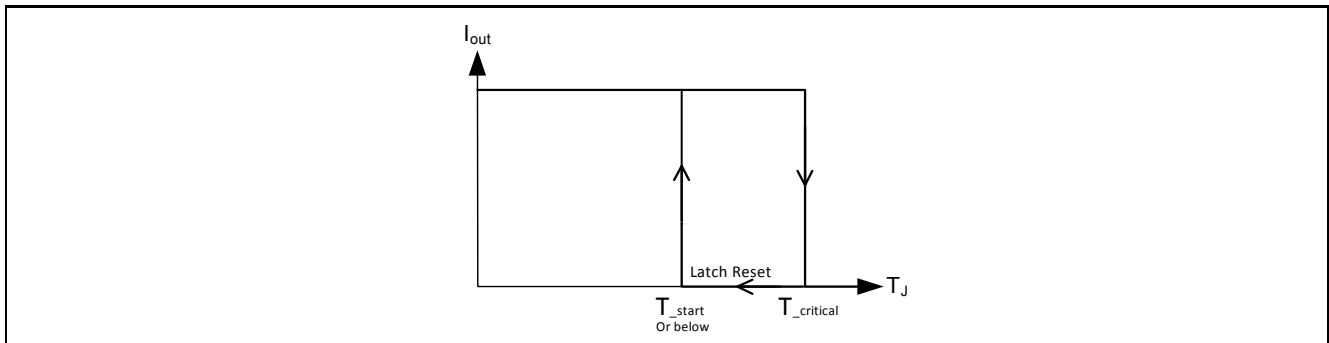 I_out
Latch Reset
T_J
T_start
T_critical
Or below